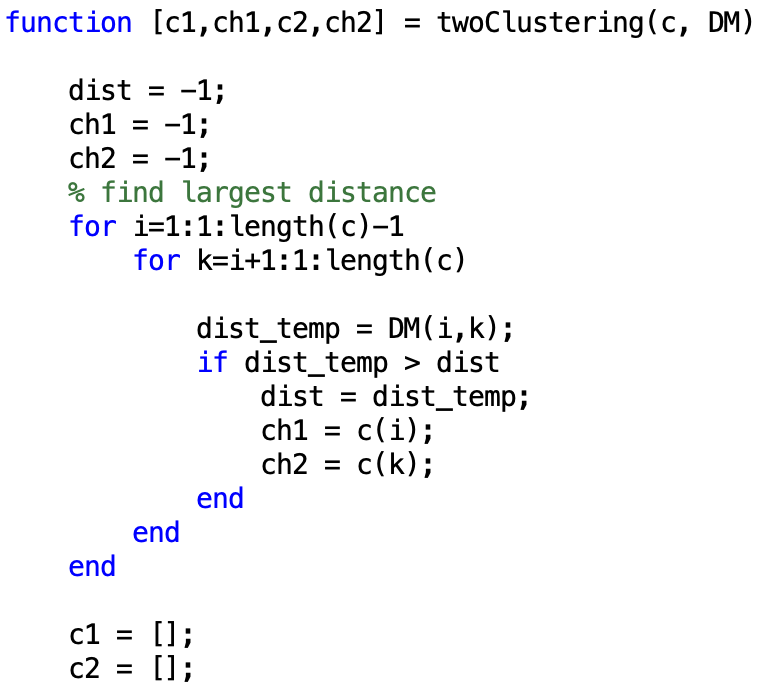 function [c1,ch1,c2,ch2] = twoClustering(c, DM)
dist = -1;
ch1 = -1;
ch2 = -1;
% find largest distance
for i=1:1:length(c)-1
for k=i+1:1:length(c)
dist_temp = DM(i,k);
if dist_temp > dist
dist = dist_temp;
ch1 = c(i);
ch2 = c(k);
end
end
end
c1 = [];
c2 = [];